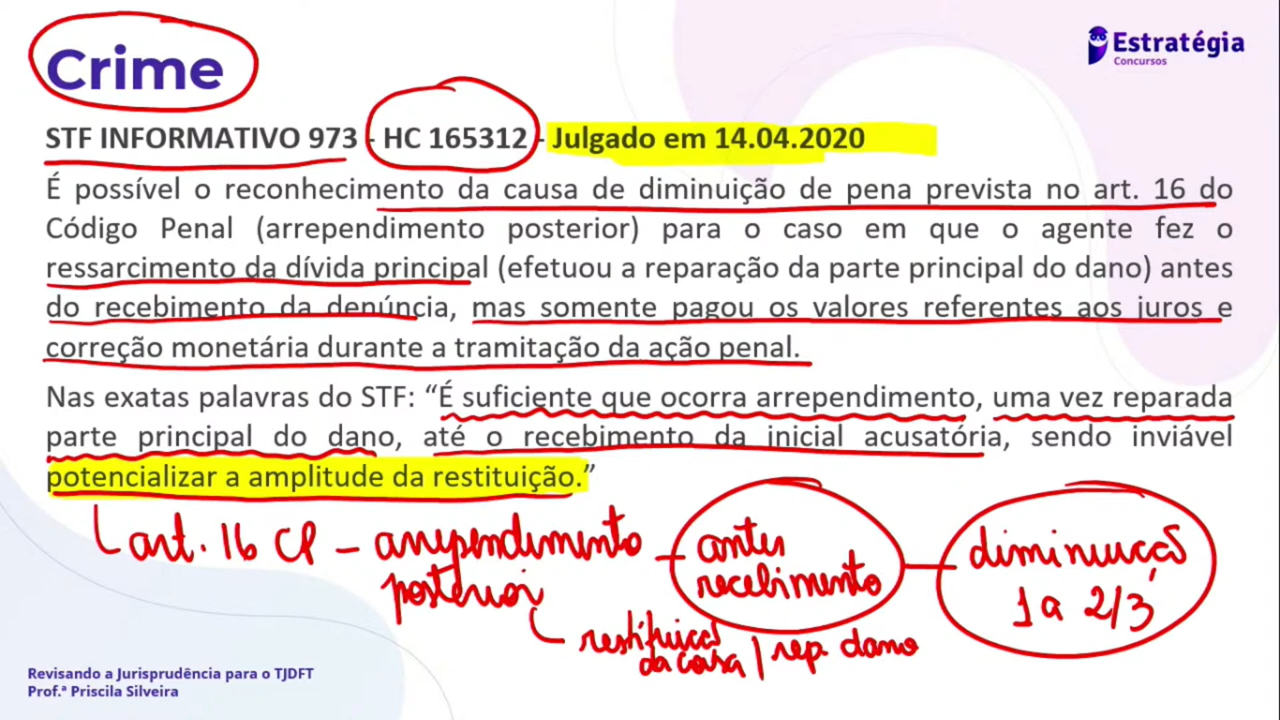 Crime
Estratégia
Concursos
STF INFORMATIVO 973 - HC 165312 - Julgado em 14.04.2020
É possível o reconhecimento da causa de diminuição de pena prevista no art. 16 do
Código Penal (arrependimento posterior) para o caso em que o agente fez o
ressarcimento da dívida principal (efetuou a reparação da parte principal do dano) antes
do recebimento da denúncia, mas somente pagou os valores referentes aos juros e
correção monetária durante a tramitação da ação penal.
Nas exatas palavras do STF: “É suficiente que ocorra arrependimento, uma vez reparada
parte principal do dano, até o recebimento da inicial acusatória, sendo inviável
potencializar a amplitude da restituição.”
art. 16 CP - arrependimento posterior - antes recebimento - diminuição 1 a 2/3
restituição da coisa / rep. dano
Revisando a Jurisprudência para o TJDFT
Prof.ª Priscila Silveira